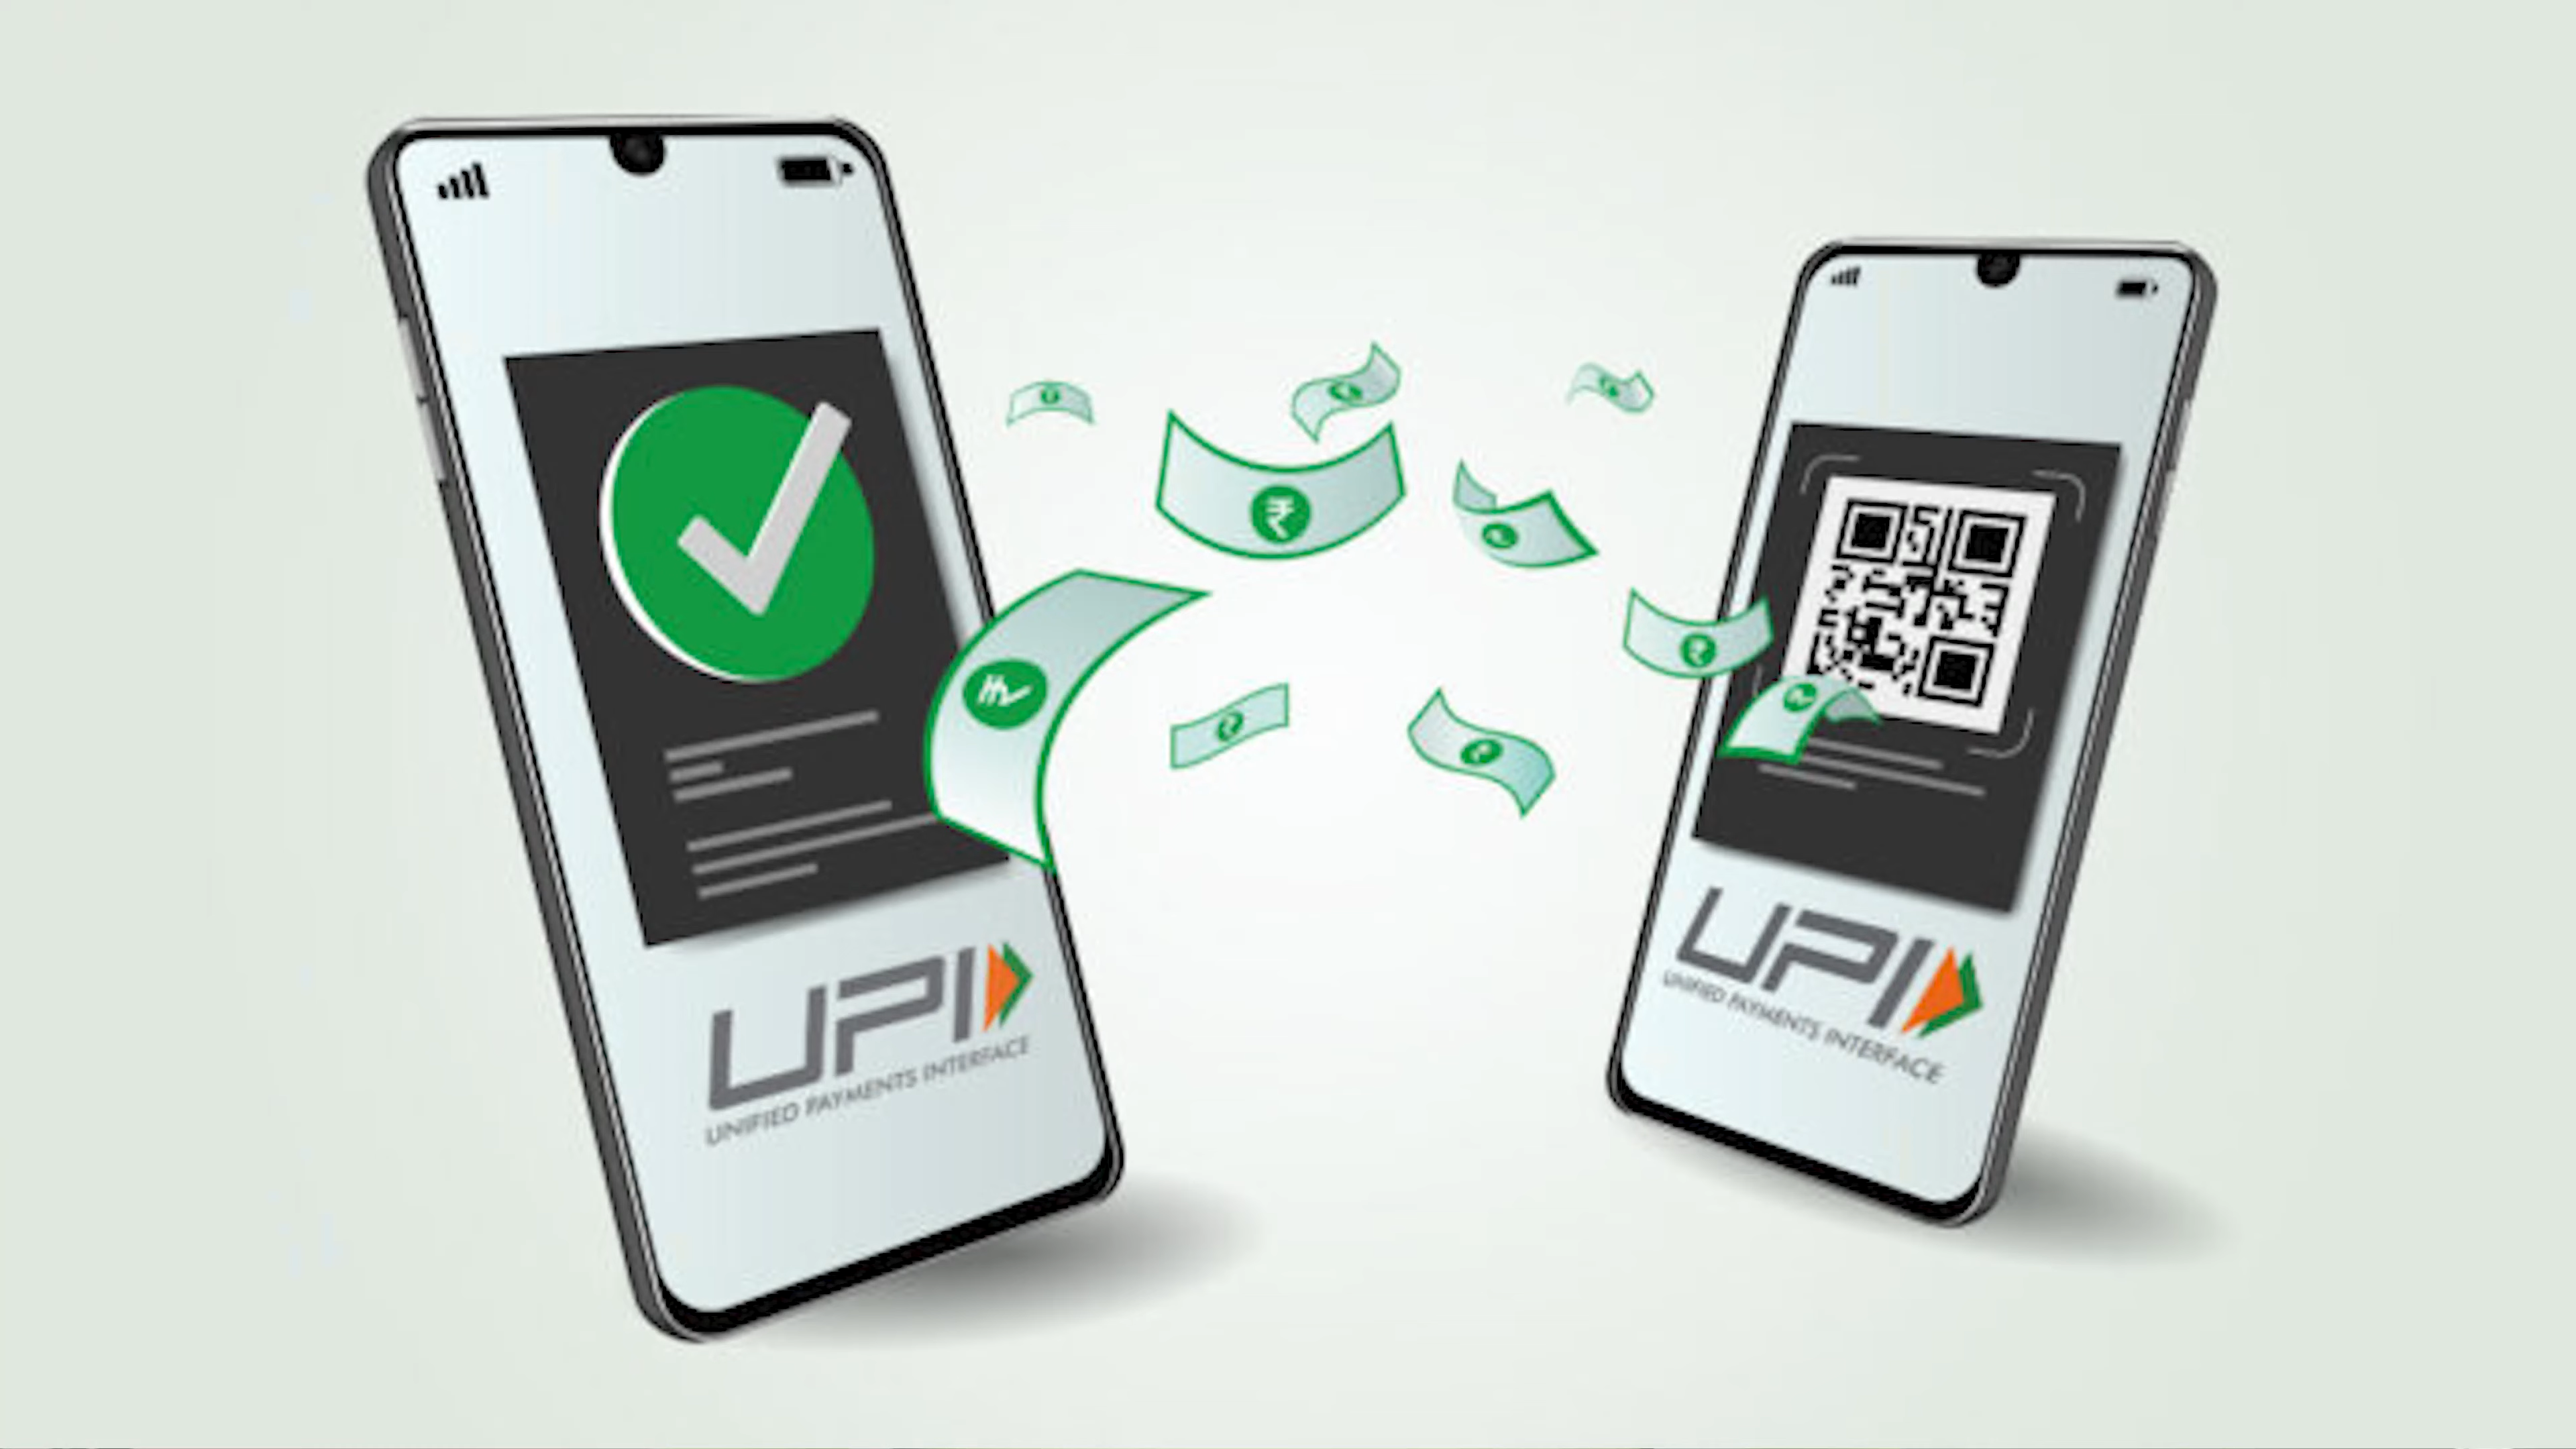 UPI
UNIFIED PAYMENTS INTERFACE
UPI
UNIFIED PAYMENTS INTERFACE
₹
₹
₹
₹
₹
₹